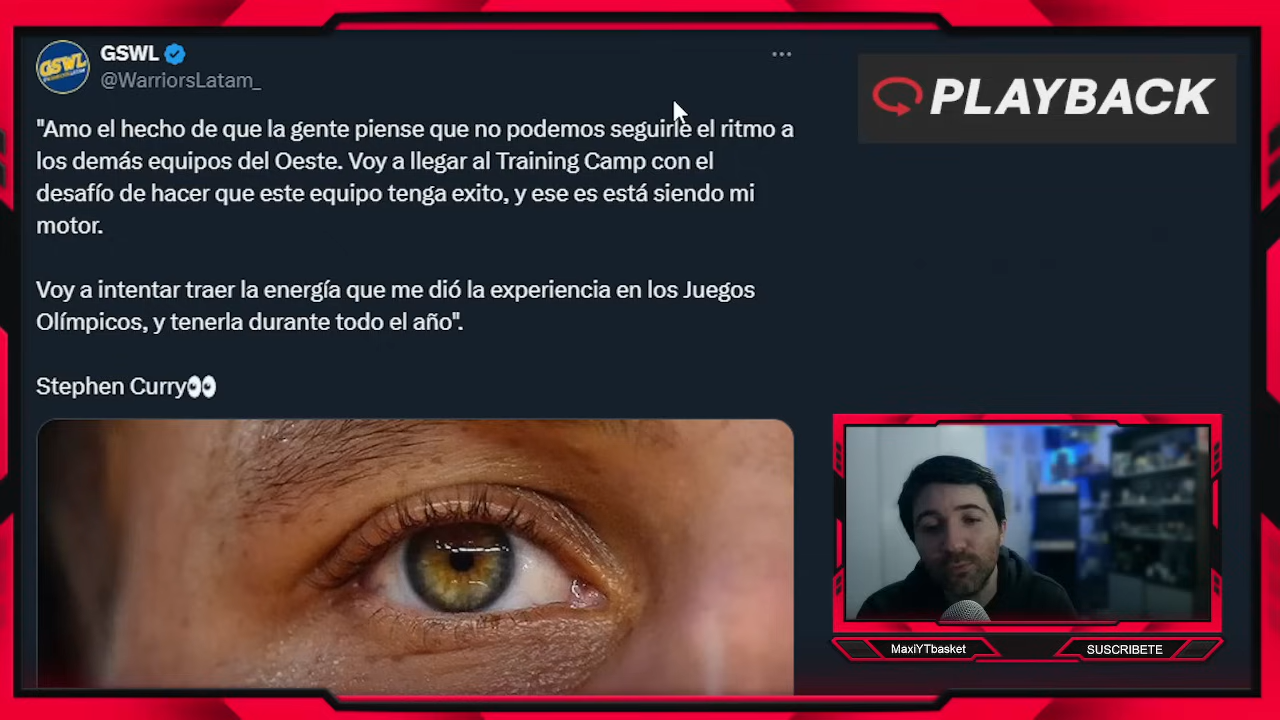 GSWL
@WarriorsLatam_
"Amo el hecho de que la gente piense que no podemos seguirle el ritmo a
los demás equipos del Oeste. Voy a llegar al Training Camp con el
desafío de hacer que este equipo tenga exito, y ese es está siendo mi
motor.
Voy a intentar traer la energía que me dió la experiencia en los Juegos
Olímpicos, y tenerla durante todo el año".
Stephen Curry👀
GSWL
PLAYBACK
MaxiYTbasket
SUSCRIBETE